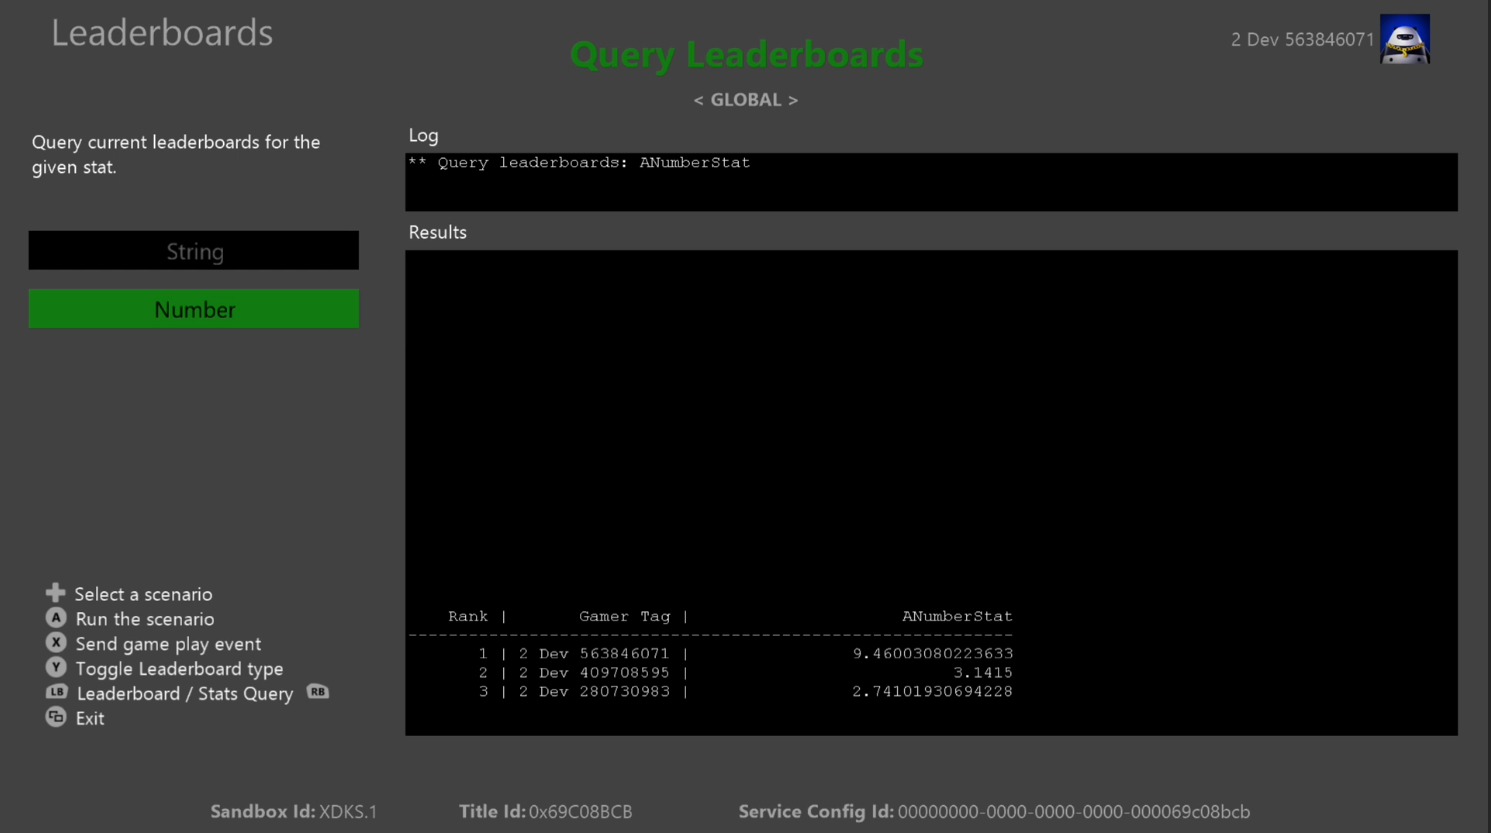 Leaderboards
Query Leaderboards
2 Dev 563846071
< GLOBAL >
Query current leaderboards for the
given stat.
String
Number
Log
** Query leaderboards: ANumberStat
Results
Rank | Gamer Tag | ANumberStat
------------------------------------------------------------
1 | 2 Dev 563846071 | 9.46003080223633
2 | 2 Dev 409708595 | 3.1415
3 | 2 Dev 280730983 | 2.74101930694228
Select a scenario
A Run the scenario
X Send game play event
Y Toggle Leaderboard type
LB Leaderboard / Stats Query RB
Exit
Sandbox Id: XDKS.1 Title Id: 0x69C08BCB Service Config Id: 00000000-0000-0000-0000-000069c08bcb